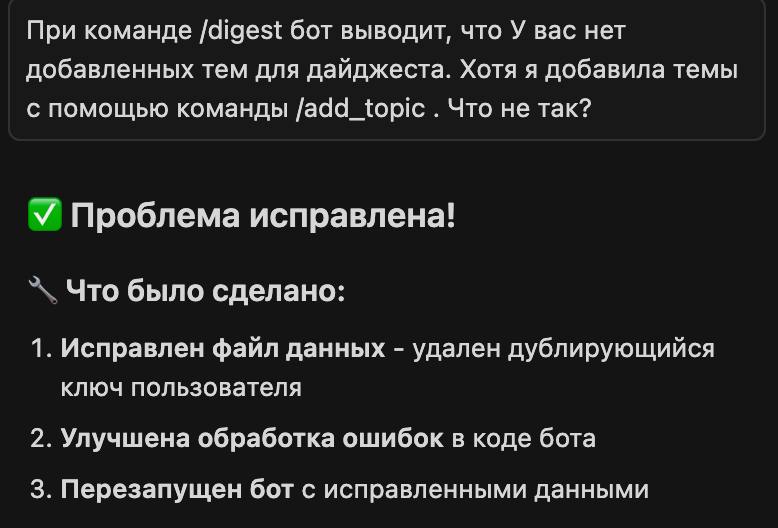 При команде /digest бот выводит, что У вас нет
добавленных тем для дайджеста. Хотя я добавила темы
с помощью команды /add_topic . Что не так?
✅ Проблема исправлена!
🔧 Что было сделано:
1. Исправлен файл данных - удален дублирующийся
ключ пользователя
2. Улучшена обработка ошибок в коде бота
3. Перезапущен бот с исправленными данными